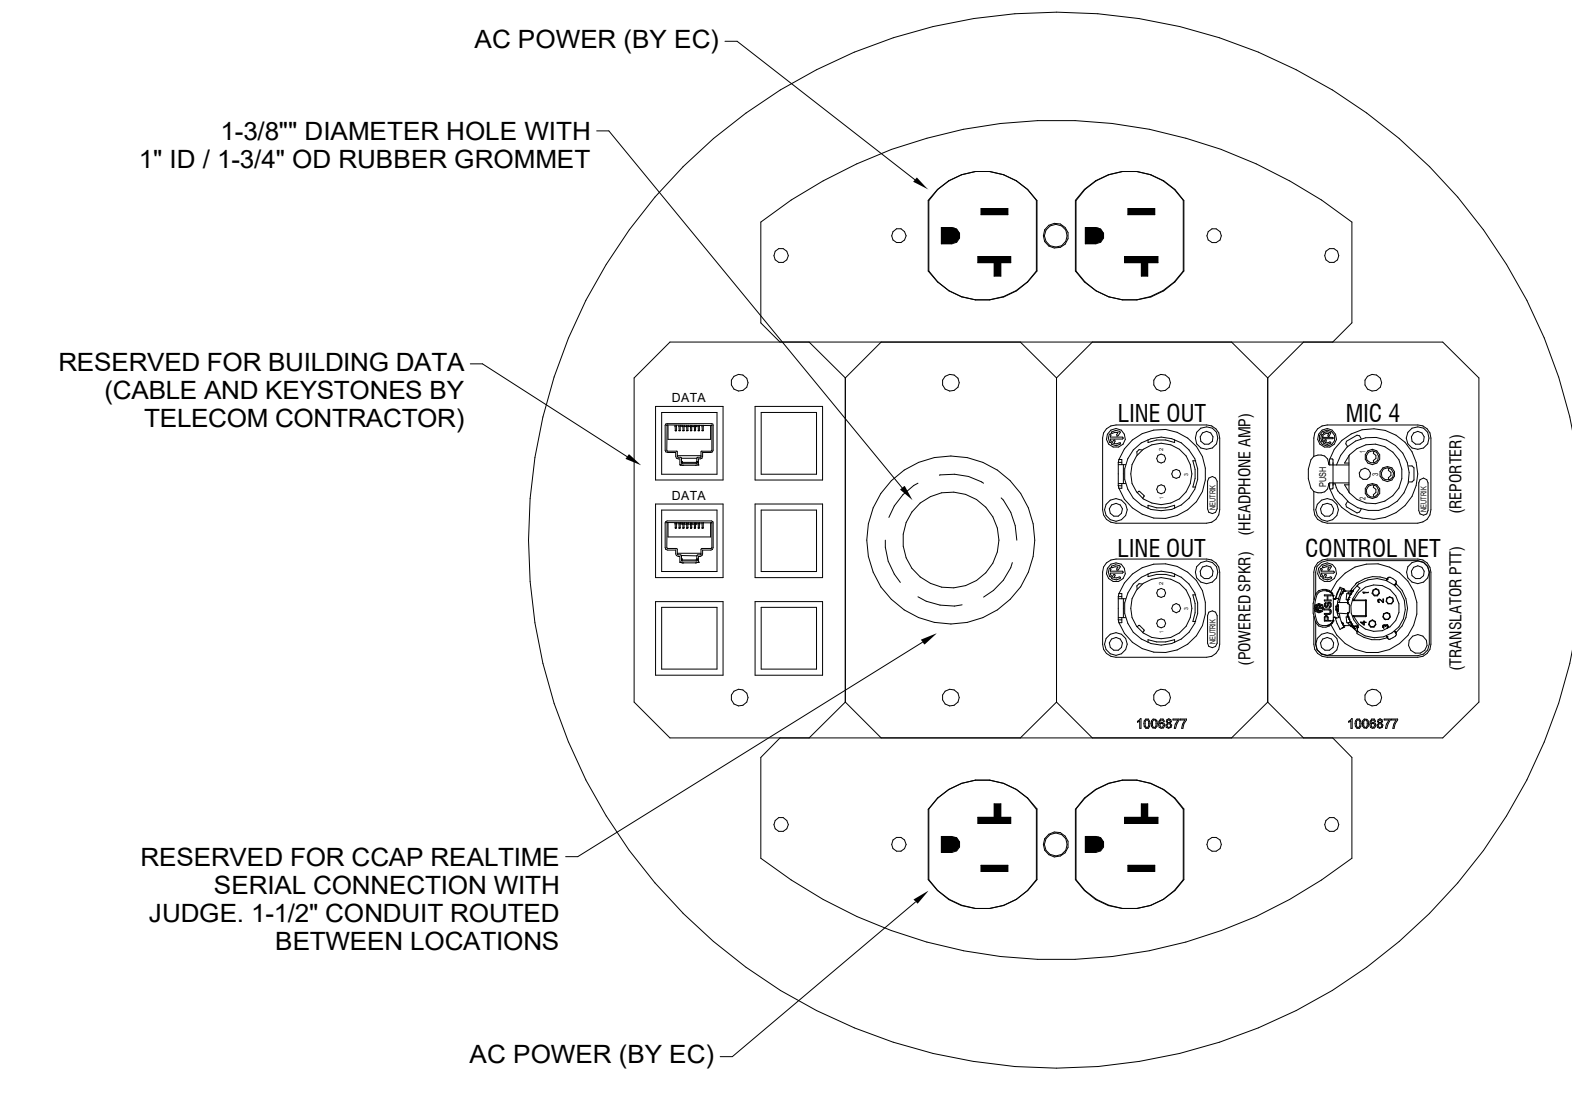 AC POWER (BY EC)
1-3/8"" DIAMETER HOLE WITH
1" ID / 1-3/4" OD RUBBER GROMMET
RESERVED FOR BUILDING DATA
(CABLE AND KEYSTONES BY
TELECOM CONTRACTOR)
DATA
DATA
LINE OUT
NEUTRIK
(HEADPHONE AMP)
LINE OUT
NEUTRIK
(POWERED SPKR)
1006877
MIC 4
PUSH
NEUTRIK
(REPORTER)
CONTROL NET
PUSH
(TRANSLATOR PTT)
1006877
RESERVED FOR CCAP REALTIME
SERIAL CONNECTION WITH
JUDGE. 1-1/2" CONDUIT ROUTED
BETWEEN LOCATIONS
AC POWER (BY EC)